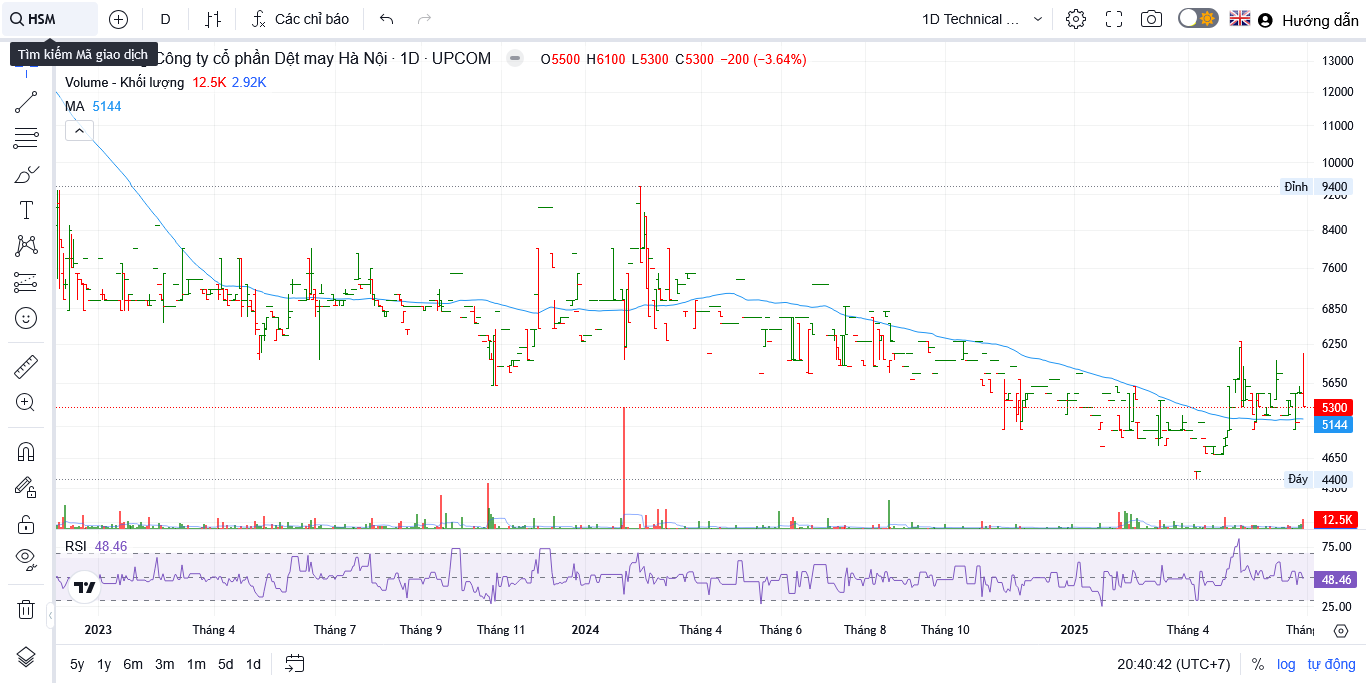 HSM
D
Các chỉ báo
1D Technical ...
Hướng dẫn
Tìm kiếm Mã giao dịch
Công ty cổ phần Dệt may Hà Nội · 1D · UPCOM
O5500 H6100 L5300 C5300 −200 (−3.64%)
Volume - Khối lượng 12.5K 2.92K
MA 5144
13000
12000
11000
10000
Đỉnh 9400
9200
8400
7600
6850
6250
5650
5300
5144
4650
Đáy 4400
4300
12.5K
RSI 48.46
75.00
48.46
25.00
2023 Tháng 4 Tháng 7 Tháng 9 Tháng 11 2024 Tháng 4 Tháng 6 Tháng 8 Tháng 10 2025 Tháng 4
5y 1y 6m 3m 1m 5d 1d
20:40:42 (UTC+7) % log tự động